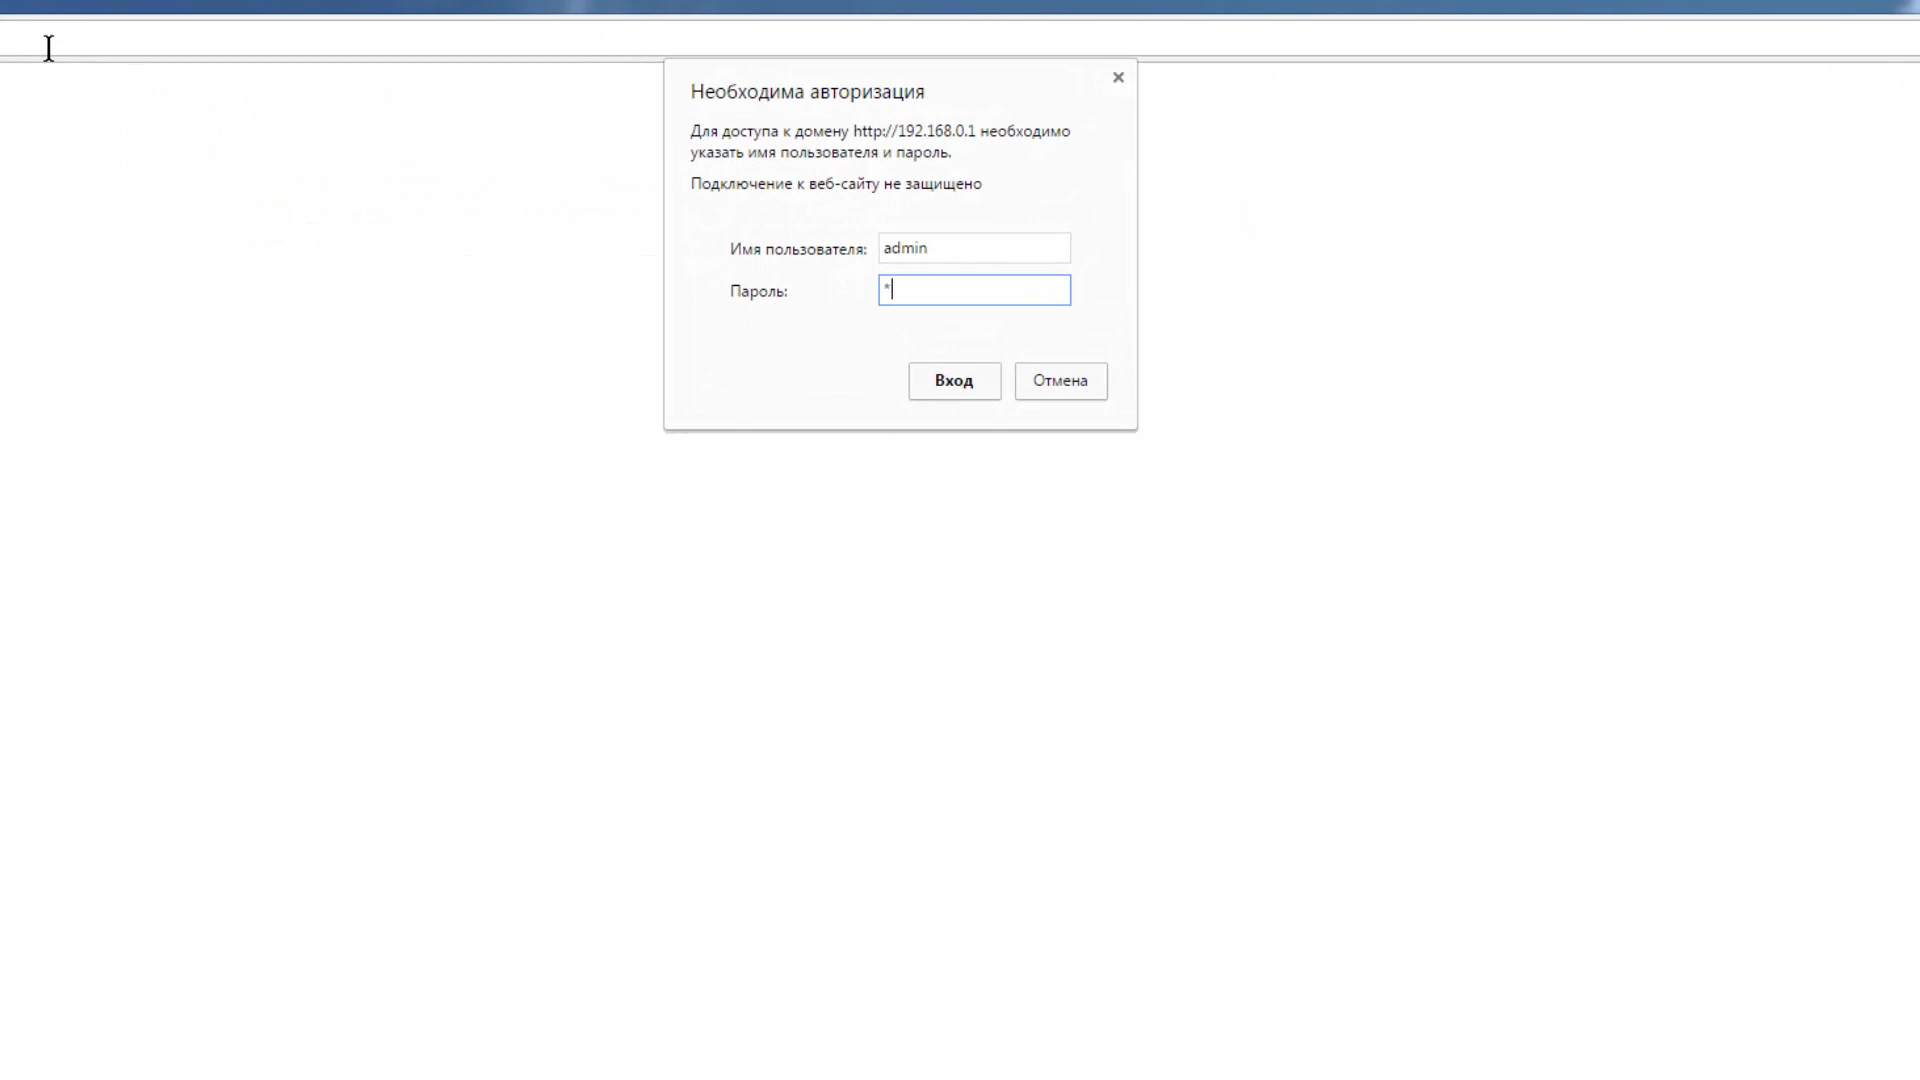 Необходима авторизация
Для доступа к домену http://192.168.0.1 необходимо
указать имя пользователя и пароль.
Подключение к веб-сайту не защищено
Имя пользователя: admin
Пароль: *
Вход Отмена